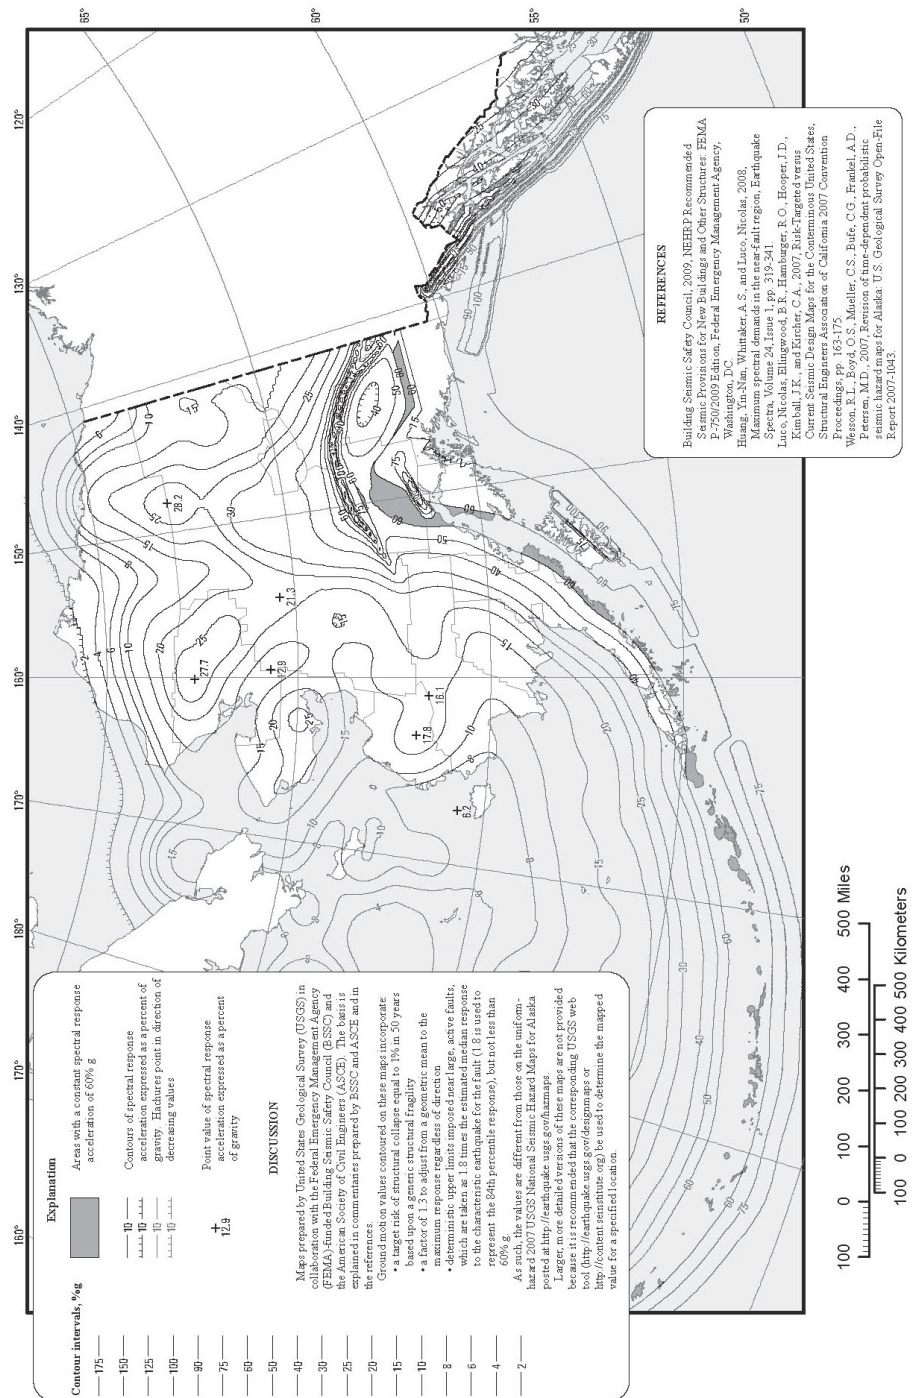 Explanation
Contour intervals, %g
175
150
125
100
90
75
60
50
40
30
25
20
15
10
8
6
4
2
Areas with a constant spectral response
acceleration of 60% g
10
10
10
10
Contours of spectral response
acceleration expressed as a percent of
gravity. Hachures point in direction of
decreasing values
+
12.9
Point value of spectral response
acceleration expressed as a percent
of gravity
DISCUSSION
Maps prepared by United States Geological Survey (USGS) in
collaboration with the Federal Emergency Management Agency
(FEMA)-funded Building Seismic Safety Council (BSSC) and
the American Society of Civil Engineers (ASCE). The basis is
explained in commentaries prepared by BSSC and ASCE and in
the references.
Ground motion values contoured on these maps incorporate:
• a target risk of structural collapse equal to 1% in 50 years
based upon a generic structural fragility
• a factor of 1.3 to adjust from a geometric mean to the
maximum response regardless of direction
• deterministic upper limits imposed near large, active faults,
which are taken as 1.8 times the estimated median response
to the characteristic earthquake for the fault (1.8 is used to
represent the 84th percentile response), but not less than
60% g.
As such, the values are different from those on the uniform-
hazard 2007 USGS National Seismic Hazard Maps for Alaska
posted at http://earthquake.usgs.gov/hazmaps.
Larger, more detailed versions of these maps are not provided
because it is recommended that the corresponding USGS web
tool (http://earthquake.usgs.gov/designmaps or
http://content.seinstitute.org) be used to determine the mapped
value for a specified location.
REFERENCES
Building Seismic Safety Council, 2009, NEHRP Recommended
Seismic Provisions for New Buildings and Other Structures: FEMA
P-750/2009 Edition, Federal Emergency Management Agency,
Washington, DC.
Huang, Yin-Nan, Whittaker, A.S., and Luco, Nicolas, 2008,
Maximum spectral demands in the near-fault region, Earthquake
Spectra, Volume 24, Issue 1, pp. 319-341.
Luco, Nicolas, Ellingwood, B.R., Hamburger, R.O., Hooper, J.D.,
Kimball, J.K., and Kircher, C.A., 2007, Risk-Targeted versus
Current Seismic Design Maps for the Conterminous United States,
Structural Engineers Association of California 2007 Convention
Proceedings, pp. 163-175.
Wesson, R.L., Boyd, O.S., Mueller, C.S., Bufe, C.G., Frankel, A.D.,
Petersen, M.D., 2007, Revision of time-dependent probabilistic
seismic hazard maps for Alaska: U.S. Geological Survey Open-File
Report 2007-1043.
160° 170° 180° 170° 160° 150° 140° 130° 120°
65°
60°
55°
50°
28.2
27.7
21.3
12.9
16.1
17.8
6.2
100 0 100 200 300 400 500 Miles
100 0 100 200 300 400 500 Kilometers